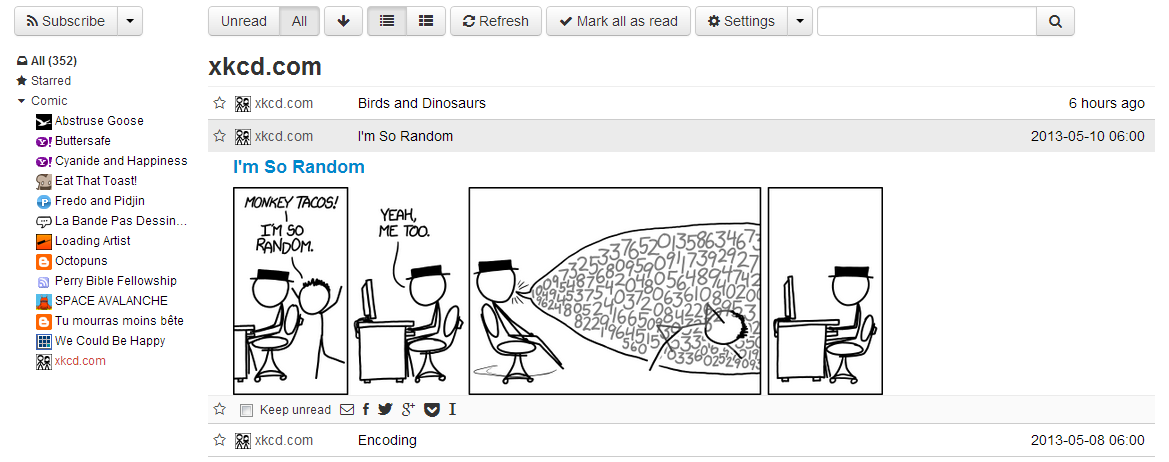 Subscribe
Unread All Refresh Mark all as read Settings
All (352)
Starred
Comic
Abstruse Goose
Buttersafe
Cyanide and Happiness
Eat That Toast!
Fredo and Pidjin
La Bande Pas Dessin...
Loading Artist
Octopuns
Perry Bible Fellowship
SPACE AVALANCHE
Tu mourras moins bête
We Could Be Happy
xkcd.com
xkcd.com
xkcd.com Birds and Dinosaurs 6 hours ago
xkcd.com I'm So Random 2013-05-10 06:00
I'm So Random
MONKEY TACOS!
I'M SO
RANDOM.
YEAH,
ME TOO.
Keep unread
xkcd.com Encoding 2013-05-08 06:00